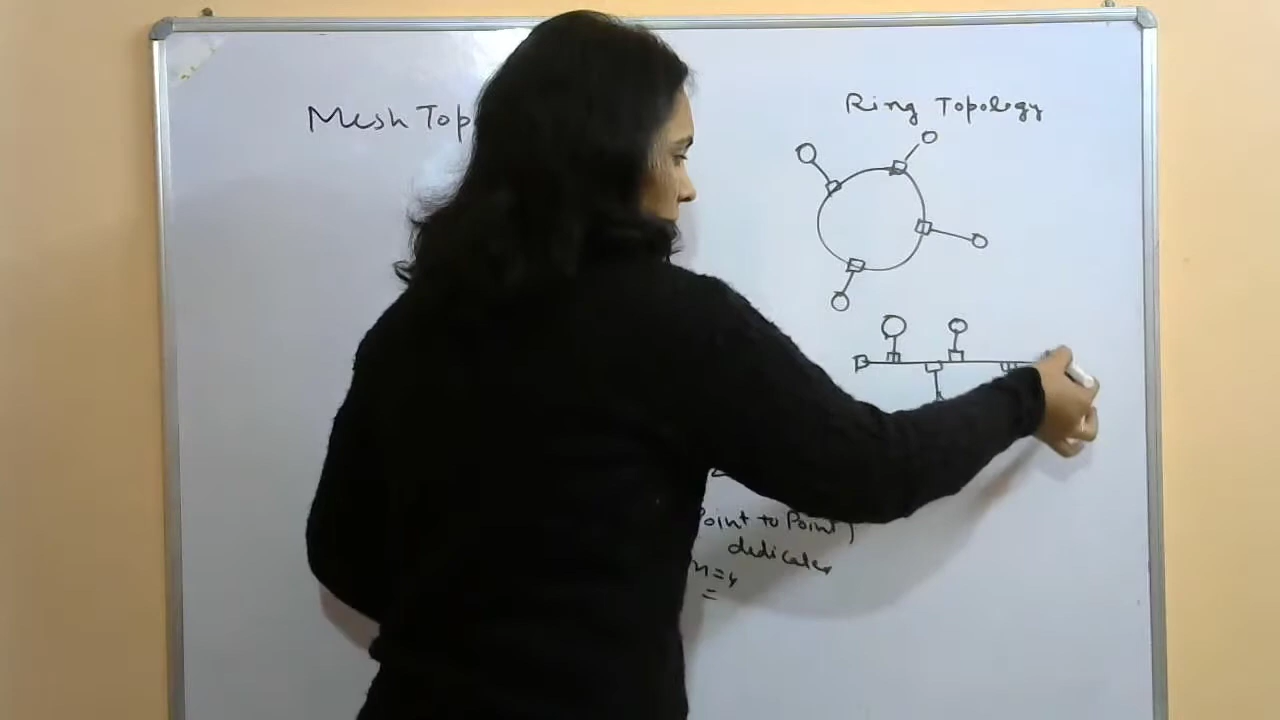 Mesh Top
Ring Topology
Point to Point)
dedicated
n=4
=